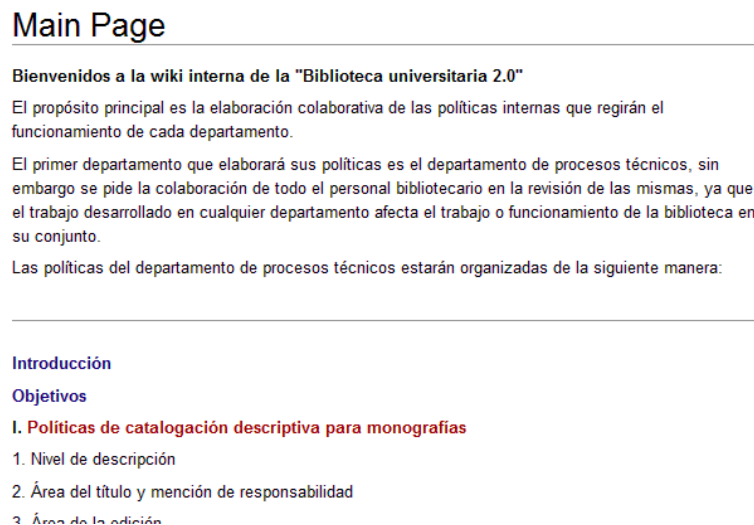 Main Page
Bienvenidos a la wiki interna de la "Biblioteca universitaria 2.0"
El propósito principal es la elaboración colaborativa de las políticas internas que regirán el
funcionamiento de cada departamento.
El primer departamento que elaborará sus políticas es el departamento de procesos técnicos, sin
embargo se pide la colaboración de todo el personal bibliotecario en la revisión de las mismas, ya que
el trabajo desarrollado en cualquier departamento afecta el trabajo o funcionamiento de la biblioteca en
su conjunto.
Las políticas del departamento de procesos técnicos estarán organizadas de la siguiente manera:
Introducción
Objetivos
I. Políticas de catalogación descriptiva para monografías
1. Nivel de descripción
2. Área del título y mención de responsabilidad
3. Área de la edición